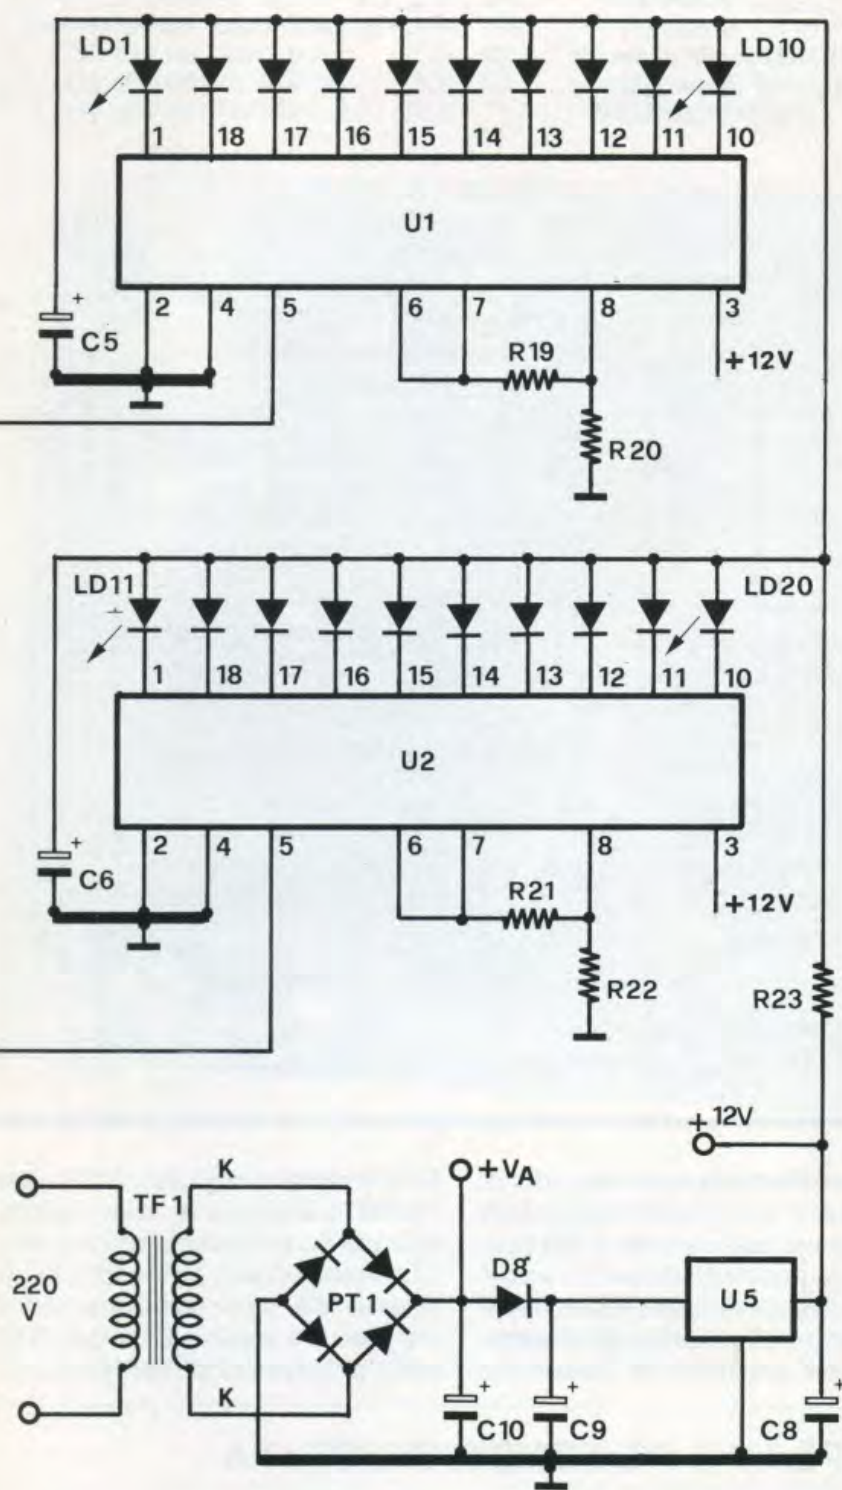 LD1 LD10
1 18 17 16 15 14 13 12 11 10
U1
2 4 5 6 7 8 3
+
C5
R19
+12V
R20
LD11 LD20
1 18 17 16 15 14 13 12 11 10
U2
2 4 5 6 7 8 3
+
C6
R21
+12V
R22
R23
+12V
K
+VA
TF1
D8
220
V
PT1
U5
K
+ + +
C10 C9 C8